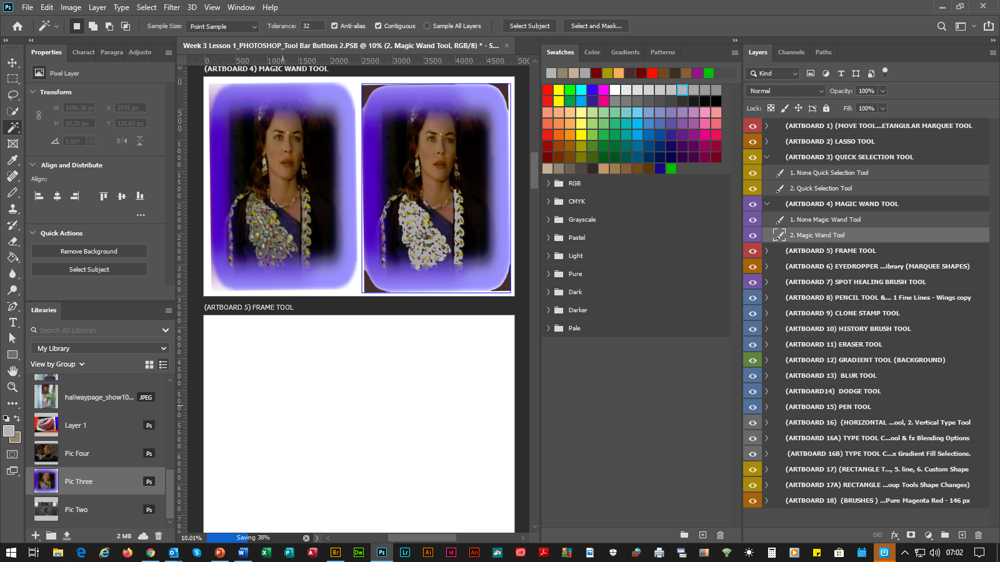 Ps File Edit Image Layer Type Select Filter 3D View Window Help
Sample Size: Point Sample Tolerance: 32 Anti-alias Contiguous Sample All Layers Select Subject Select and Mask...
Properties Charact Paragra Adjustn
Pixel Layer
Transform
W 1586.38 px X 2935 px
H 10.31 px Y 120.69 px
0.00°
Align and Distribute
Align:
Quick Actions
Remove Background
Select Subject
Libraries
Search All Libraries
My Library
View by Group
hallwaypage_show10... JPEG
Layer 1 Ps
Pic Four Ps
Pic Three Ps
Pic Two Ps
2 MB
Week 3 Lesson 1_PHOTOSHOP_Tool Bar Buttons 2.PSB @ 10% (2. Magic Wand Tool, RGB/8) * - S... ×
0 500 1000 1500 2000 2500 3000 3500 4000 4500 500
(ARTBOARD 4) MAGIC WAND TOOL
(ARTBOARD 5) FRAME TOOL
10.01% Saving 38%
Swatches Color Gradients Patterns
RGB
CMYK
Grayscale
Pastel
Light
Pure
Dark
Darker
Pale
Layers Channels Paths
Kind
Normal Opacity: 100%
Lock: Fill: 100%
(ARTBOARD 1) (MOVE TOOL...ETANGULAR MARQUEE TOOL
(ARTBOARD 2) LASSO TOOL
(ARTBOARD 3) QUICK SELECTION TOOL
1. None Quick Selection Tool
2. Quick Selection Tool
(ARTBOARD 4) MAGIC WAND TOOL
1. None Magic Wand Tool
2. Magic Wand Tool
(ARTBOARD 5) FRAME TOOL
(ARTBOARD 6) EYEDROPPER ...ibrary (MARQUEE SHAPES)
(ARTBOARD 7) SPOT HEALING BRUSH TOOL
(ARTBOARD 8) PENCIL TOOL &... 1 Fine Lines - Wings copy
(ARTBOARD 9) CLONE STAMP TOOL
(ARTBOARD 10) HISTORY BRUSH TOOL
(ARTBOARD 11) ERASER TOOL
(ARTBOARD 12) GRADIENT TOOL (BACKGROUND)
(ARTBOARD 13) BLUR TOOL
(ARTBOARD14) DODGE TOOL
(ARTBOARD 15) PEN TOOL
(ARTBOARD 16) (HORIZONTAL ...ool, 2. Vertical Type Tool
(ARTBOARD 16A) TYPE TOOL C...ool & fx Blending Options
(ARTBOARD 16B) TYPE TOOL C...x Gradient Fill Selections.
(ARTBOARD 17) (RECTANGLE T..., 5. line, 6. Custom Shape
(ARTBOARD 17A) RECTANGLE ...oup Tools Shape Changes)
(ARTBOARD 18) (BRUSHES ) ...Pure Magenta Red - 146 px
fx
Br Dw Ps Lr Ai Id An
07:02